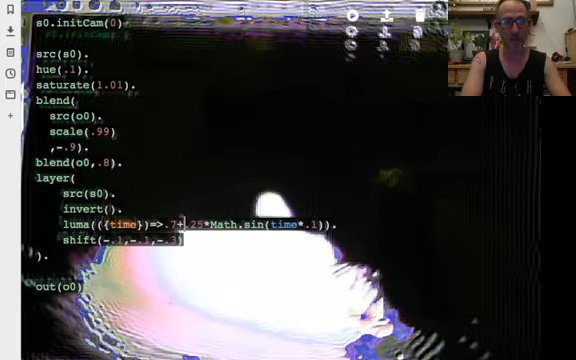 s0.initCam(0)
src(s0).
hue(.1).
saturate(1.01).
blend(
src(o0).
scale(.99)
,-.9).
blend(o0,.8).
layer(
src(s0).
invert().
luma(({time})=>.7+.25*Math.sin(time*.1)).
shift(-.1,-.1,-.3)
).
out(o0)